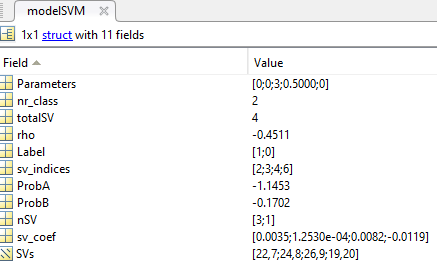 modelSVM
1x1 struct with 11 fields
Field Value
Parameters [0;0;3;0.5000;0]
nr_class 2
totalSV 4
rho -0.4511
Label [1;0]
sv_indices [2;3;4;6]
ProbA -1.1453
ProbB -0.1702
nSV [3;1]
sv_coef [0.0035;1.2530e-04;0.0082;-0.0119]
SVs [22,7;24,8;26,9;19,20]